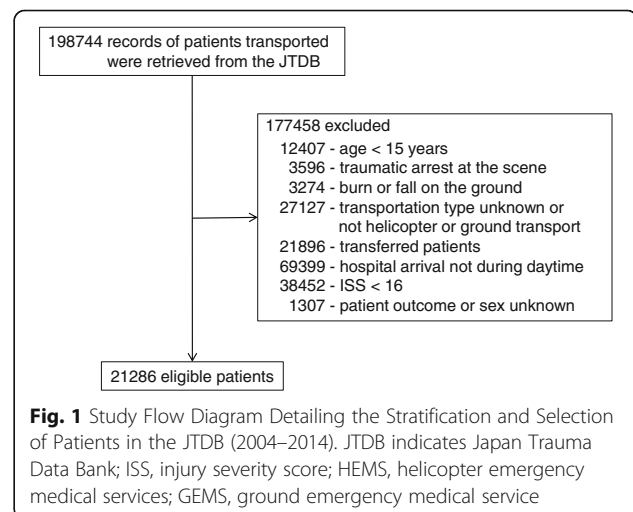 198744 records of patients transported
were retrieved from the JTDB
177458 excluded
12407 - age < 15 years
3596 - traumatic arrest at the scene
3274 - burn or fall on the ground
27127 - transportation type unknown or
not helicopter or ground transport
21896 - transferred patients
69399 - hospital arrival not during daytime
38452 - ISS < 16
1307 - patient outcome or sex unknown
21286 eligible patients
Fig. 1 Study Flow Diagram Detailing the Stratification and Selection
of Patients in the JTDB (2004–2014). JTDB indicates Japan Trauma
Data Bank; ISS, injury severity score; HEMS, helicopter emergency
medical services; GEMS, ground emergency medical service